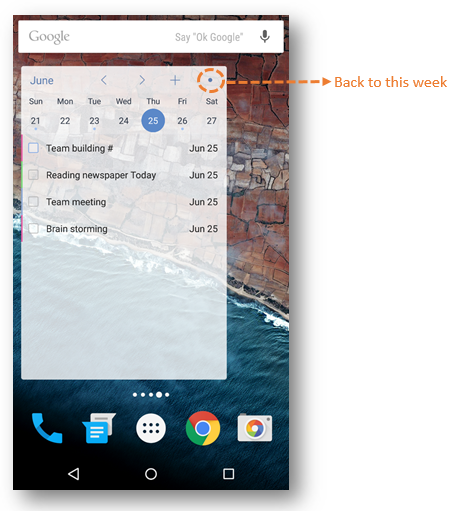 Google Say "Ok Google"
June
Back to this week
Sun Mon Tue Wed Thu Fri Sat
21 22 23 24 25 26 27
Team building # Jun 25
Reading newspaper Today Jun 25
Team meeting Jun 25
Brain storming Jun 25